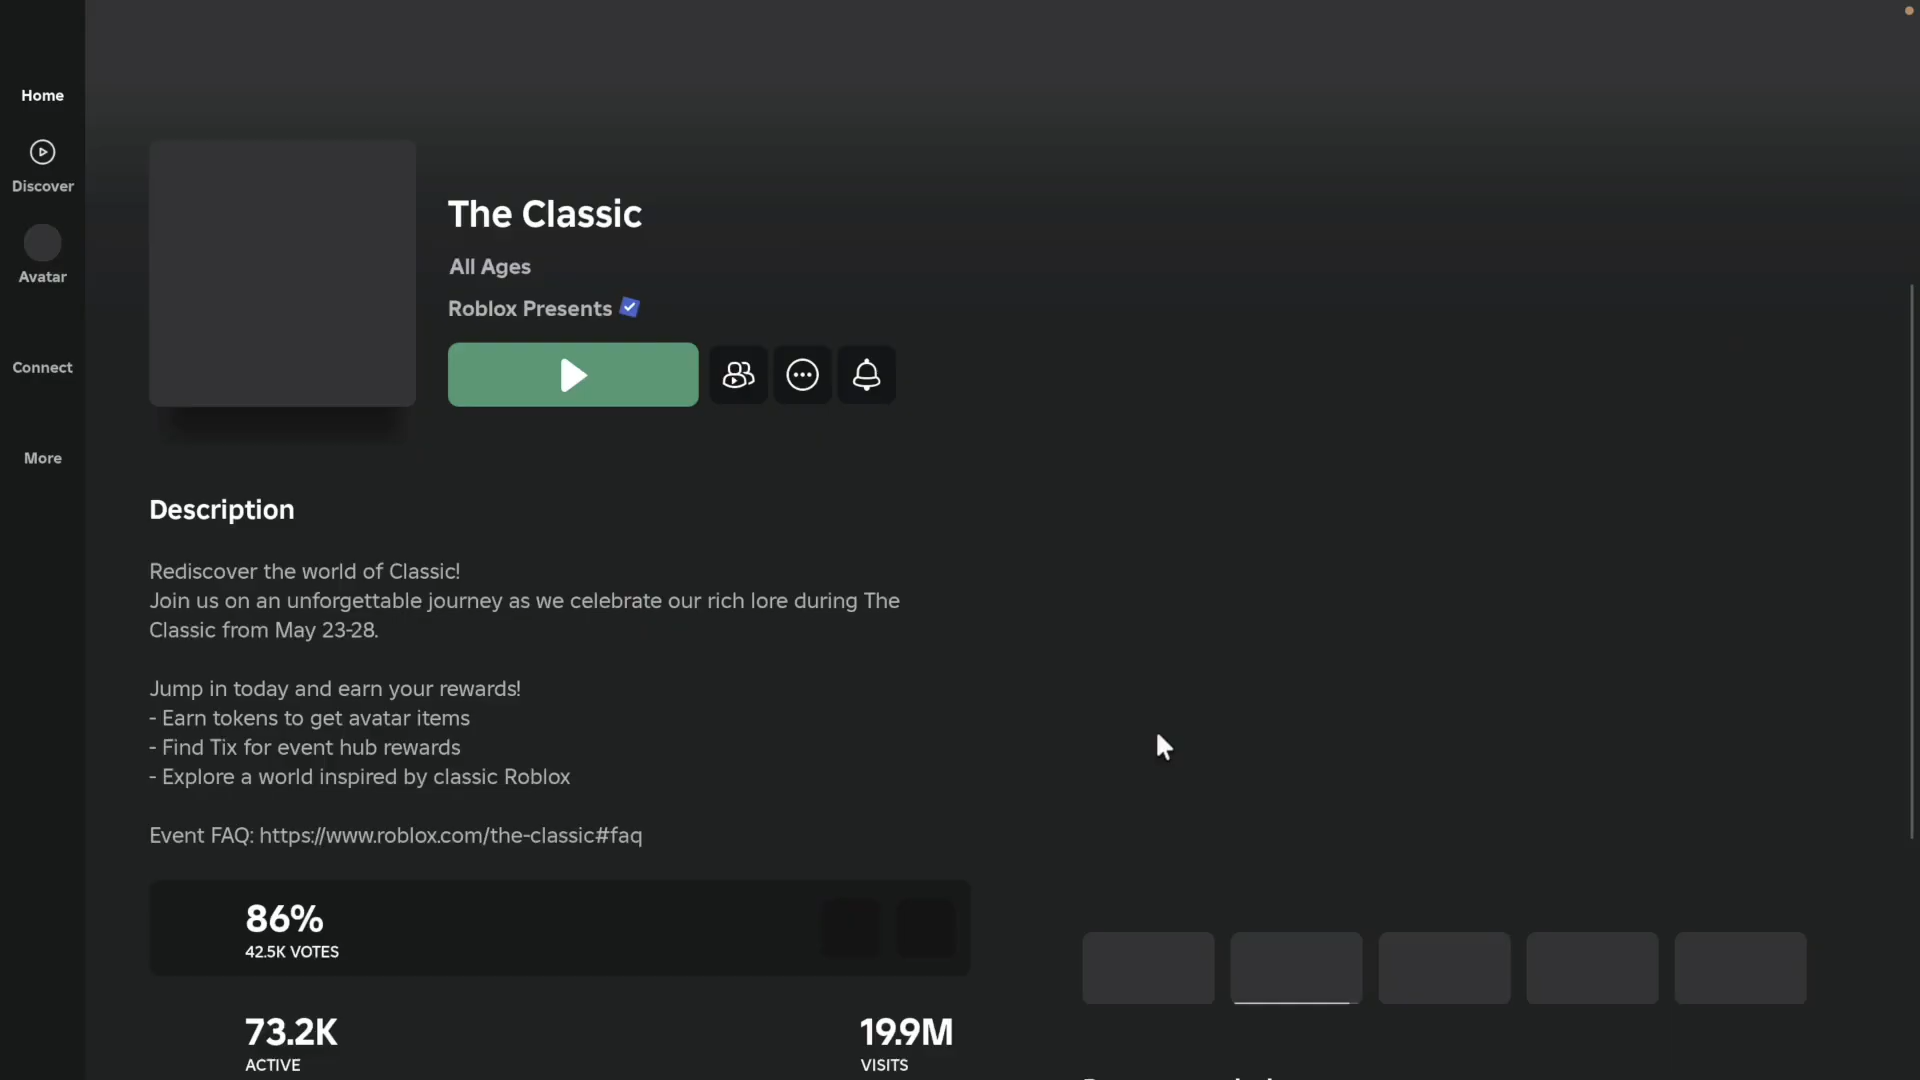 Home
Discover
Avatar
Connect
More
The Classic
All Ages
Roblox Presents
Description
Rediscover the world of Classic!
Join us on an unforgettable journey as we celebrate our rich lore during The
Classic from May 23-28.
Jump in today and earn your rewards!
- Earn tokens to get avatar items
- Find Tix for event hub rewards
- Explore a world inspired by classic Roblox
Event FAQ: https://www.roblox.com/the-classic#faq
86%
42.5K VOTES
73.2K
ACTIVE
19.9M
VISITS